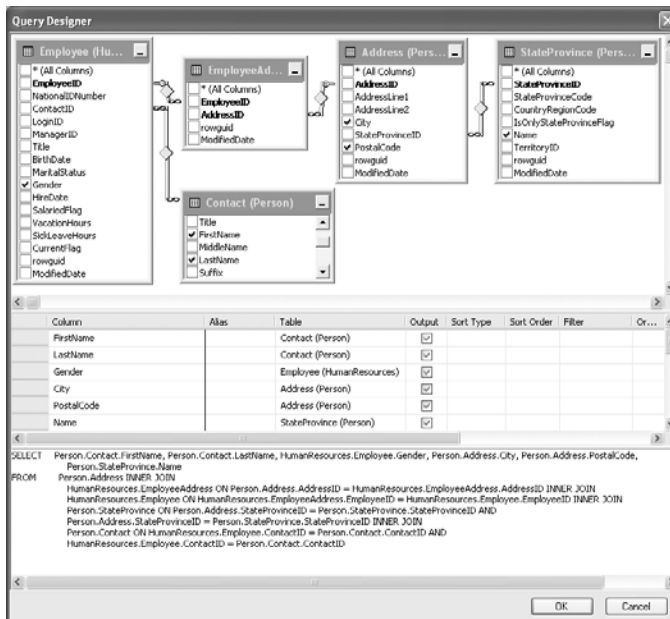 Query Designer
Employee (Hu...
* (All Columns)
EmployeeID
NationalIDNumber
ContactID
LoginID
ManagerID
Title
BirthDate
MaritalStatus
Gender
HireDate
SalariedFlag
VacationHours
SickLeaveHours
CurrentFlag
rowguid
ModifiedDate
EmployeeAd...
* (All Columns)
EmployeeID
AddressID
rowguid
ModifiedDate
Contact (Person)
Title
FirstName
MiddleName
LastName
Suffix
Address (Pers...
* (All Columns)
AddressID
AddressLine1
AddressLine2
City
StateProvinceID
PostalCode
rowguid
ModifiedDate
StateProvince (Pers...
* (All Columns)
StateProvinceID
StateProvinceCode
CountryRegionCode
IsOnlyStateProvinceFlag
Name
TerritoryID
rowguid
ModifiedDate
Column Alias Table Output Sort Type Sort Order Filter Or...
FirstName Contact (Person)
LastName Contact (Person)
Gender Employee (HumanResources)
City Address (Person)
PostalCode Address (Person)
Name StateProvince (Person)
SELECT Person.Contact.FirstName, Person.Contact.LastName, HumanResources.Employee.Gender, Person.Address.City, Person.Address.PostalCode,
Person.StateProvince.Name
FROM Person.Address INNER JOIN
HumanResources.EmployeeAddress ON Person.Address.AddressID = HumanResources.EmployeeAddress.AddressID INNER JOIN
HumanResources.Employee ON HumanResources.EmployeeAddress.EmployeeID = HumanResources.Employee.EmployeeID INNER JOIN
Person.StateProvince ON Person.Address.StateProvinceID = Person.StateProvince.StateProvinceID AND
Person.Address.StateProvinceID = Person.StateProvince.StateProvinceID INNER JOIN
Person.Contact ON HumanResources.Employee.ContactID = Person.Contact.ContactID AND
HumanResources.Employee.ContactID = Person.Contact.ContactID
OK Cancel